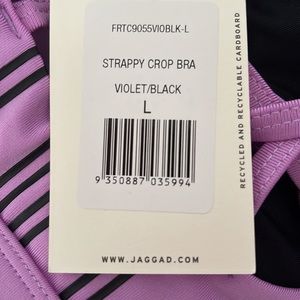 FRTC9055VIOBLK-L
STRAPPY CROP BRA
VIOLET/BLACK
L
9 350887 035994
WWW.JAGGAD.COM
RECYCLED AND RECYCLABLE CARDBOARD